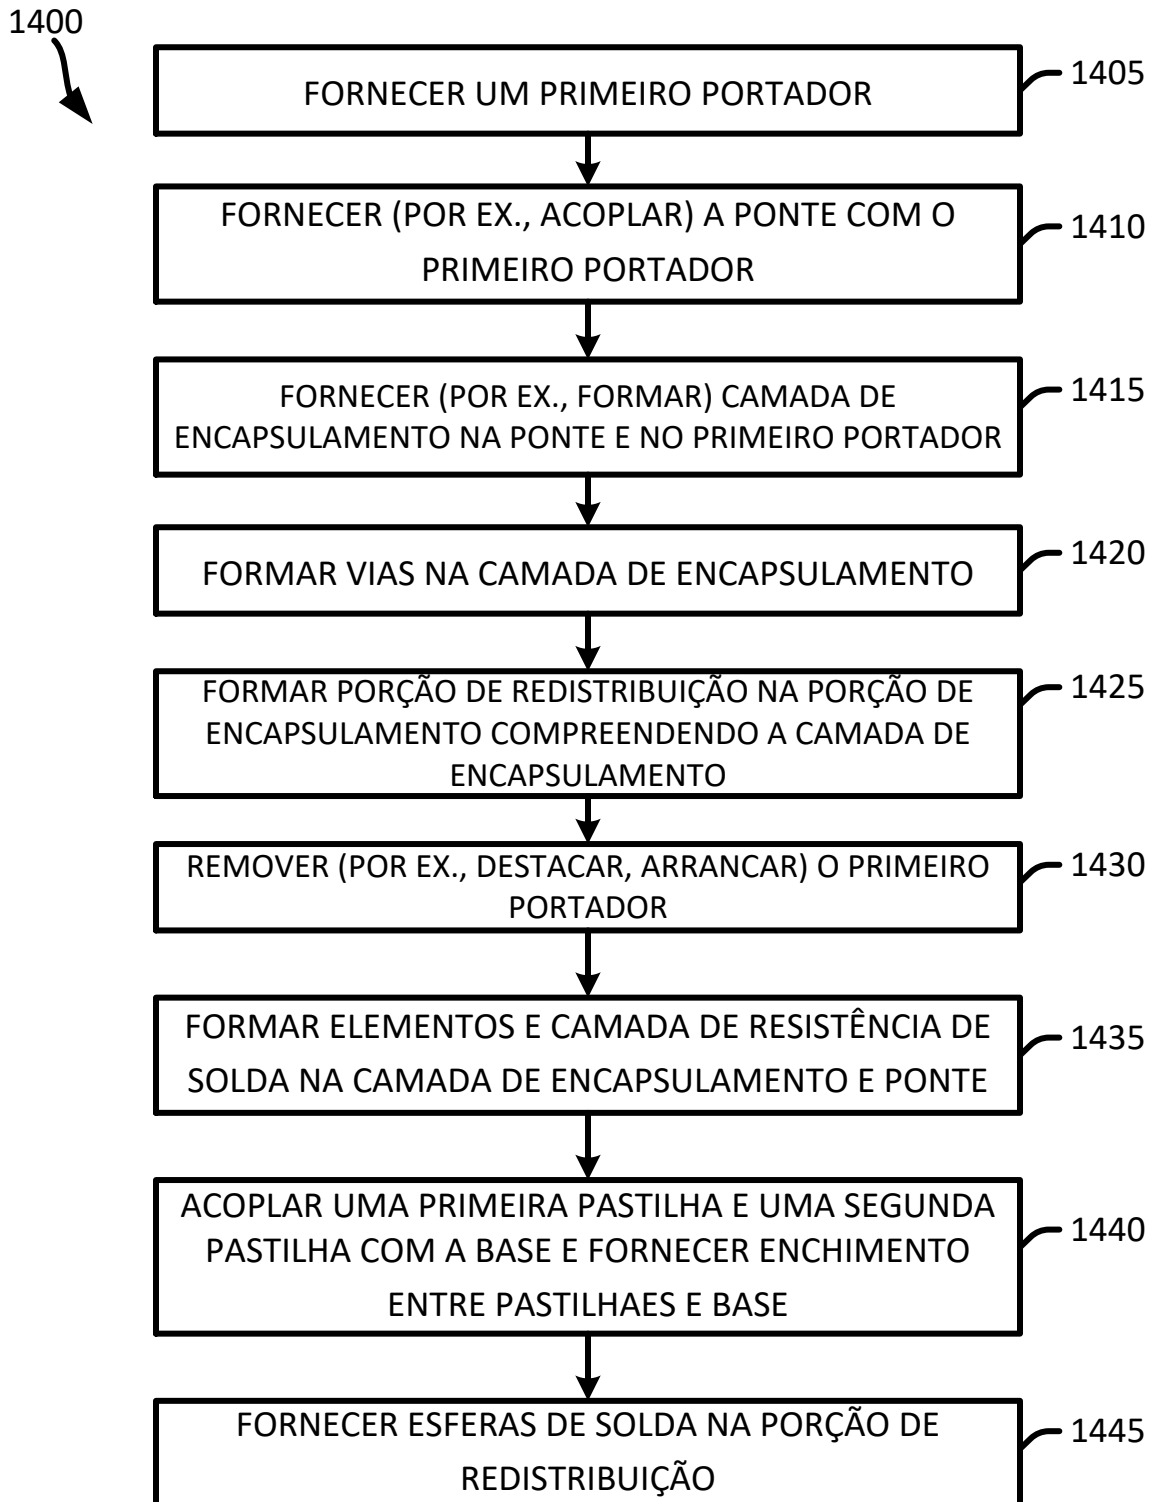 1400
FORNECER UM PRIMEIRO PORTADOR
1405
FORNECER (POR EX., ACOPLAR) A PONTE COM O
PRIMEIRO PORTADOR
1410
FORNECER (POR EX., FORMAR) CAMADA DE
ENCAPSULAMENTO NA PONTE E NO PRIMEIRO PORTADOR
1415
FORMAR VIAS NA CAMADA DE ENCAPSULAMENTO
1420
FORMAR PORÇÃO DE REDISTRIBUIÇÃO NA PORÇÃO DE
ENCAPSULAMENTO COMPREENDENDO A CAMADA DE
ENCAPSULAMENTO
1425
REMOVER (POR EX., DESTACAR, ARRANCAR) O PRIMEIRO
PORTADOR
1430
FORMAR ELEMENTOS E CAMADA DE RESISTÊNCIA DE
SOLDA NA CAMADA DE ENCAPSULAMENTO E PONTE
1435
ACOPLAR UMA PRIMEIRA PASTILHA E UMA SEGUNDA
PASTILHA COM A BASE E FORNECER ENCHIMENTO
ENTRE PASTILHAES E BASE
1440
FORNECER ESFERAS DE SOLDA NA PORÇÃO DE
REDISTRIBUIÇÃO
1445